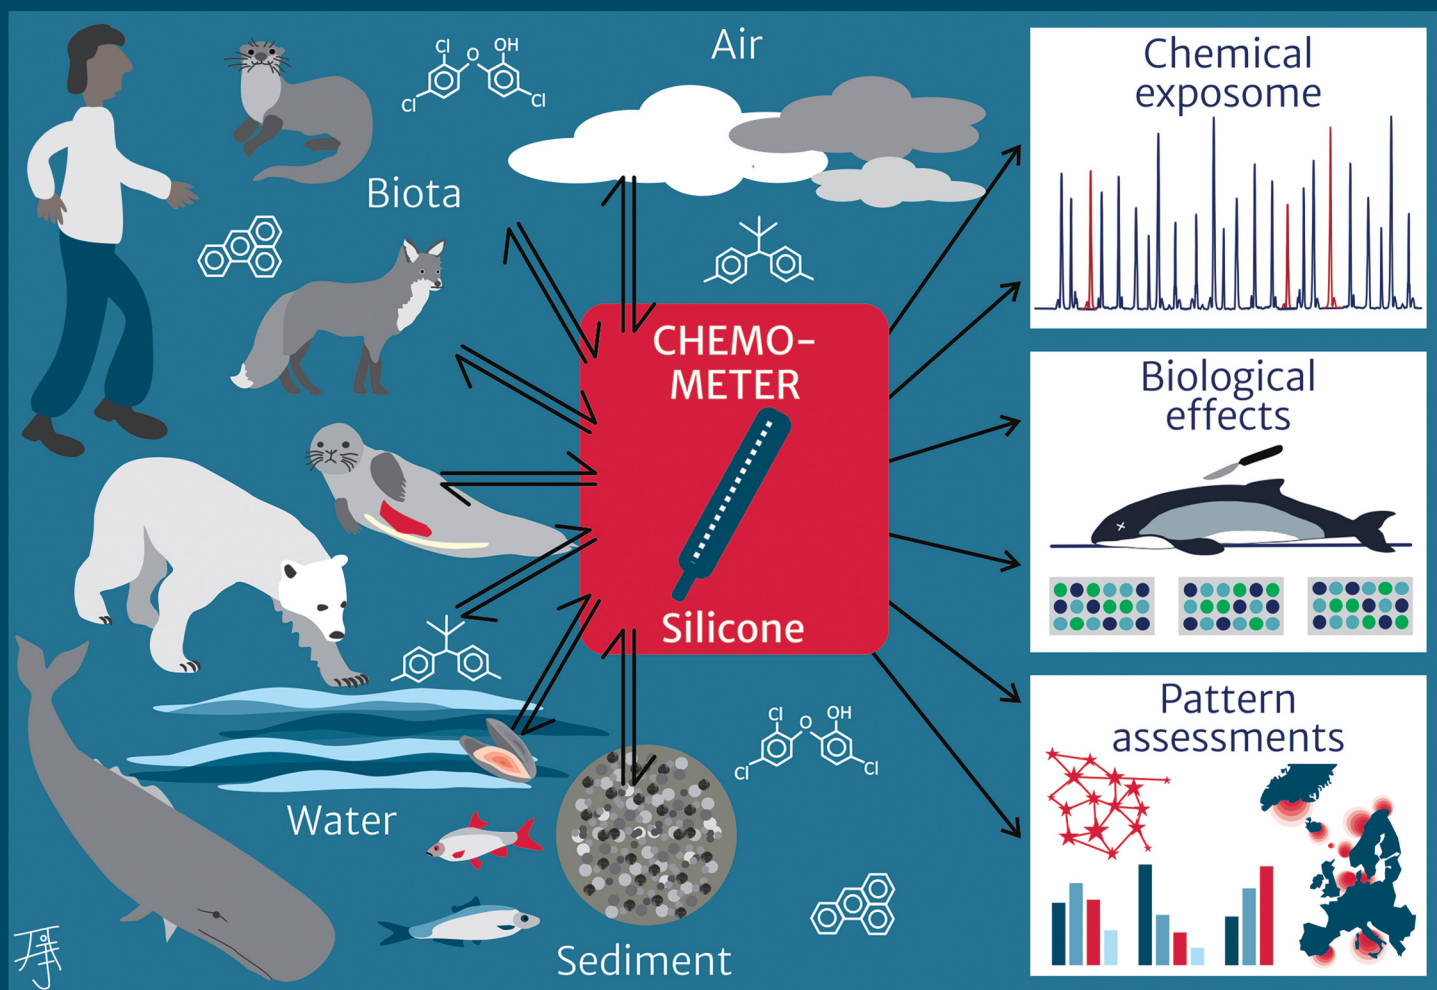 Cl
O
OH
Cl
Cl
Air
Biota
CHEMO-
METER
Silicone
Water
Cl
O
OH
Cl
Cl
Sediment
Chemical
exposome
Biological
effects
Pattern
assessments